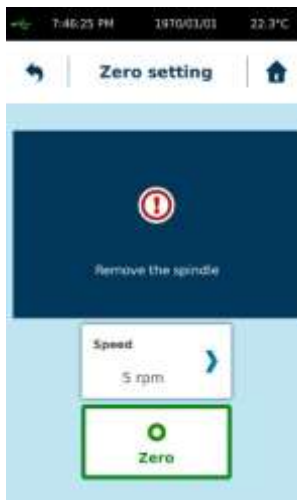 7:46:25 PM 1970/01/01 22.3°C
Zero setting
Remove the spindle
Speed
5 rpm
Zero